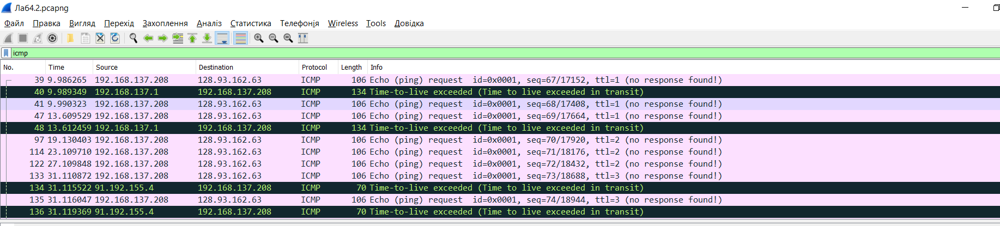 Ла64.2.pcapng
Файл Правка Вигляд Перехід Захоплення Аналіз Статистика Телефонія Wireless Tools Довідка
icmp
No. Time Source Destination Protocol Length Info
39 9.986265 192.168.137.208 128.93.162.63 ICMP 106 Echo (ping) request id=0x0001, seq=67/17152, ttl=1 (no response found!)
40 9.989349 192.168.137.1 192.168.137.208 ICMP 134 Time-to-live exceeded (Time to live exceeded in transit)
41 9.990323 192.168.137.208 128.93.162.63 ICMP 106 Echo (ping) request id=0x0001, seq=68/17408, ttl=1 (no response found!)
47 13.609529 192.168.137.208 128.93.162.63 ICMP 106 Echo (ping) request id=0x0001, seq=69/17664, ttl=1 (no response found!)
48 13.612459 192.168.137.1 192.168.137.208 ICMP 134 Time-to-live exceeded (Time to live exceeded in transit)
97 19.130403 192.168.137.208 128.93.162.63 ICMP 106 Echo (ping) request id=0x0001, seq=70/17920, ttl=2 (no response found!)
114 23.109710 192.168.137.208 128.93.162.63 ICMP 106 Echo (ping) request id=0x0001, seq=71/18176, ttl=2 (no response found!)
122 27.109848 192.168.137.208 128.93.162.63 ICMP 106 Echo (ping) request id=0x0001, seq=72/18432, ttl=2 (no response found!)
133 31.110872 192.168.137.208 128.93.162.63 ICMP 106 Echo (ping) request id=0x0001, seq=73/18688, ttl=3 (no response found!)
134 31.115522 91.192.155.4 192.168.137.208 ICMP 70 Time-to-live exceeded (Time to live exceeded in transit)
135 31.116047 192.168.137.208 128.93.162.63 ICMP 106 Echo (ping) request id=0x0001, seq=74/18944, ttl=3 (no response found!)
136 31.119369 91.192.155.4 192.168.137.208 ICMP 70 Time-to-live exceeded (Time to live exceeded in transit)